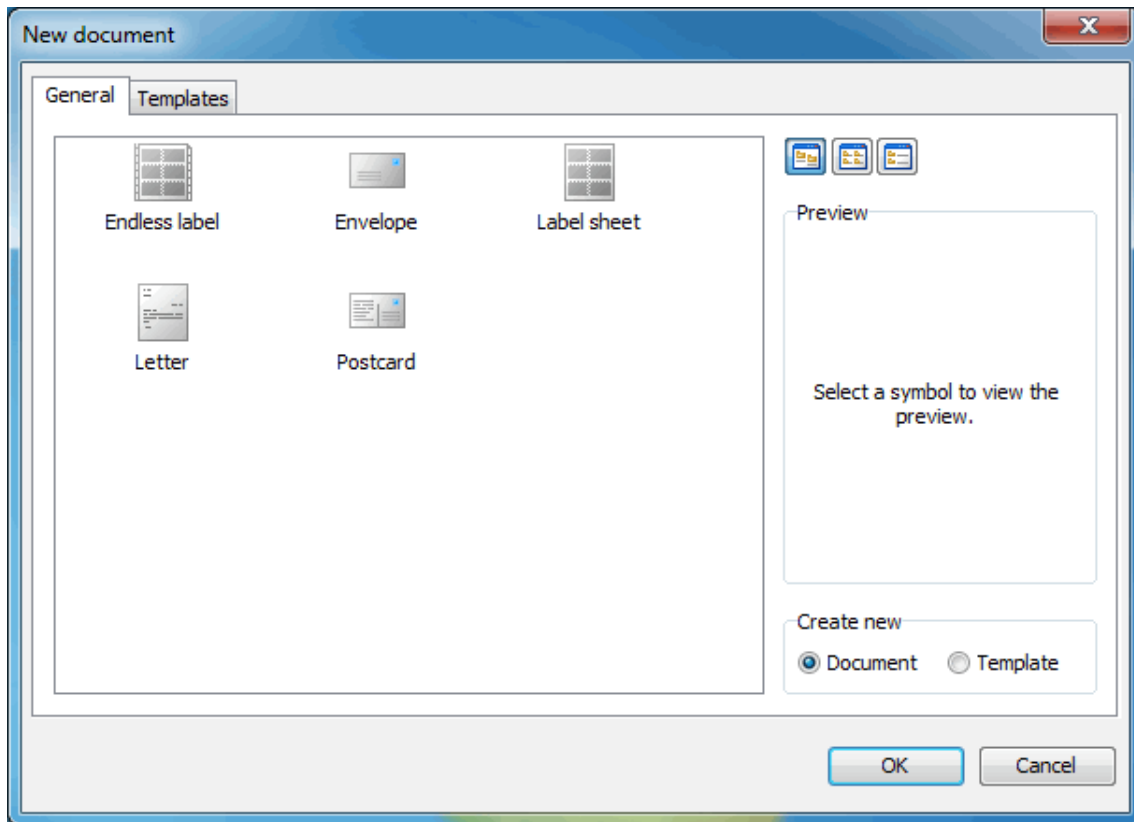 New document
General
Templates
Endless label
Envelope
Label sheet
Letter
Postcard
Preview
Select a symbol to view the
preview.
Create new
Document
Template
OK
Cancel